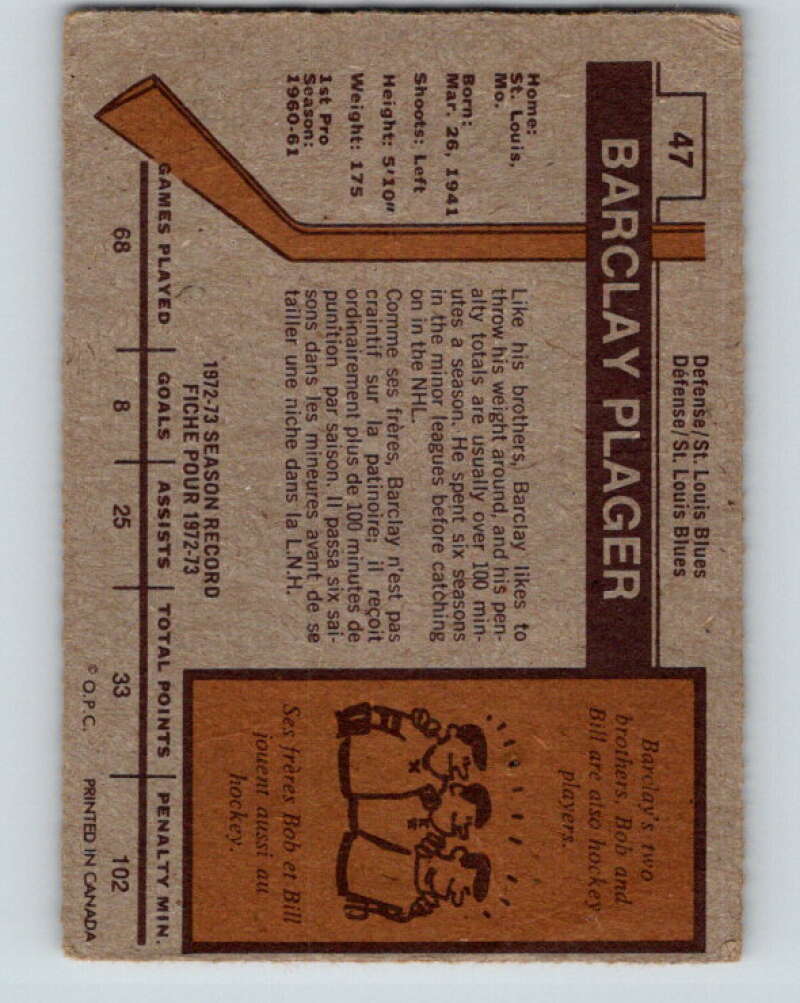 47
Defense/St. Louis Blues
Défense/St. Louis Blues
BARCLAY PLAGER
Home:
St. Louis,
Mo.
Born:
Mar. 26, 1941
Shoots: Left
Height: 5'10"
Weight: 175
1st Pro
Season:
1960-61
Like his brothers, Barclay likes to
throw his weight around, and his pen-
alty totals are usually over 100 min-
utes a season. He spent six seasons
in the minor leagues before catching
on in the NHL.
Comme ses frères, Barclay n'est pas
craintif sur la patinoire; il reçoit
ordinairement plus de 100 minutes de
punition par saison. Il passa six sai-
sons dans les mineures avant de se
tailler une niche dans la L.N.H.
Barclay's two
brothers, Bob and
Bill are also hockey
players.
Ses frères Bob et Bill
jouent aussi au
hockey.
1972-73 SEASON RECORD
FICHE POUR 1972-73
GAMES PLAYED GOALS ASSISTS TOTAL POINTS PENALTY MIN.
68 8 25 33 102
© O.P.C. PRINTED IN CANADA